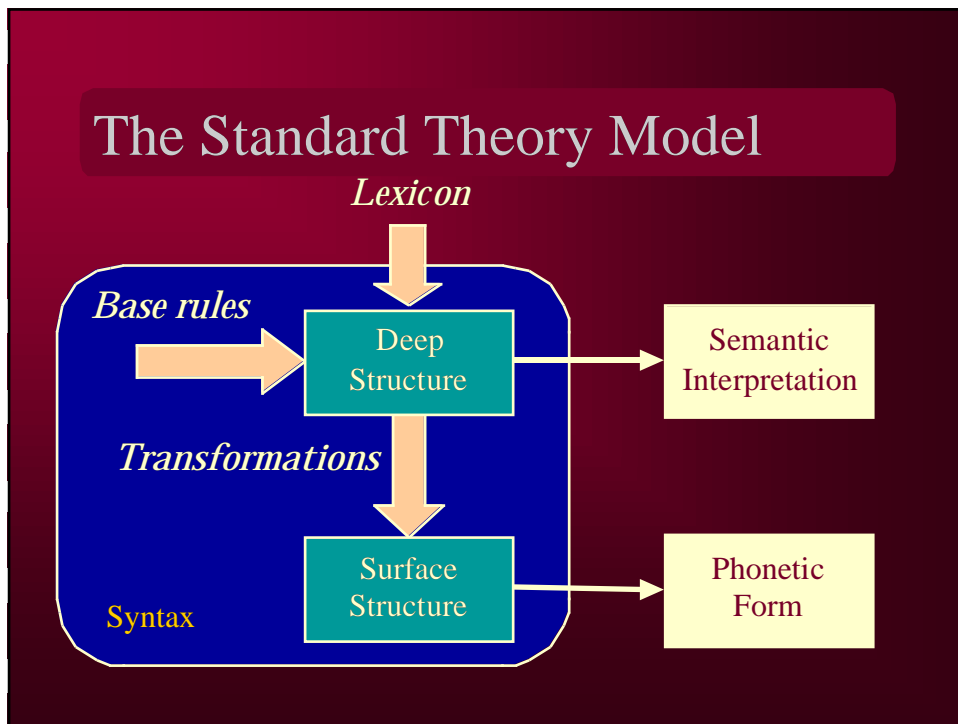 The Standard Theory Model
Lexicon
Base rules
Deep
Structure
Semantic
Interpretation
Transformations
Surface
Structure
Phonetic
Form
Syntax